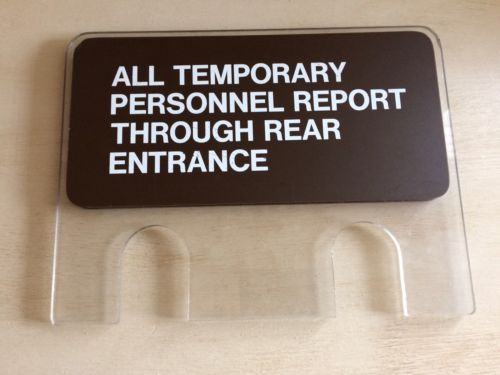 ALL TEMPORARY
PERSONNEL REPORT
THROUGH REAR
ENTRANCE